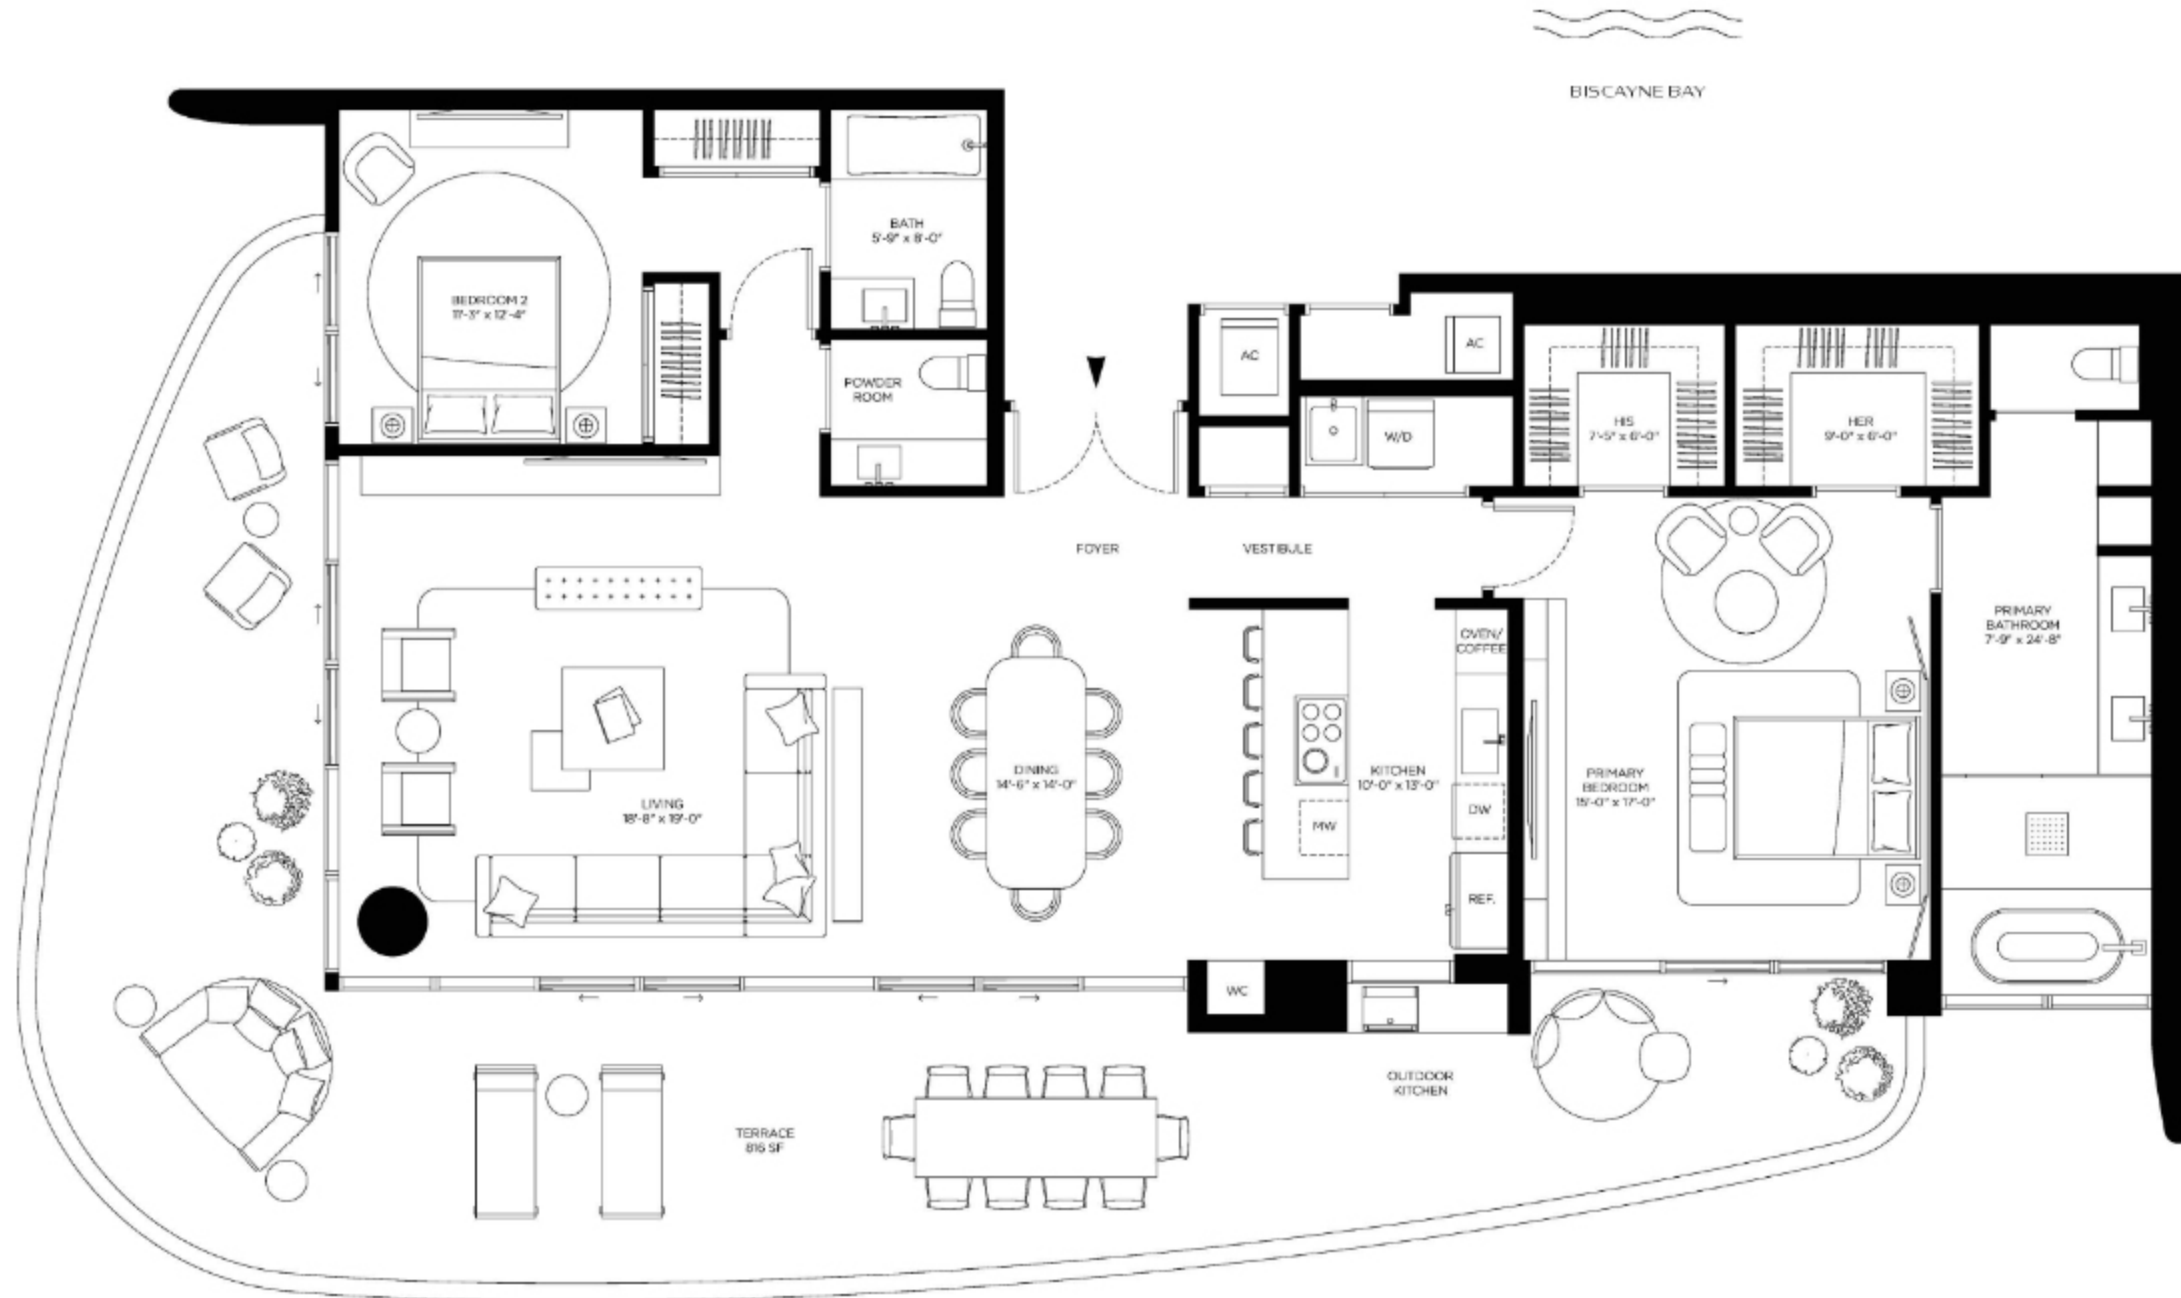 BISCAYNE BAY
BATH
5'-9" x 8'-0"
BEDROOM 2
11'-3" x 12'-4"
POWDER
ROOM
AC
AC
W/D
HIS
7'-5" x 6'-0"
HER
9'-0" x 6'-0"
FOYER
VESTIBULE
OVEN/
COFFEE
PRIMARY
BATHROOM
7'-9" x 24'-8"
LIVING
18'-8" x 19'-0"
DINING
14'-6" x 14'-0"
KITCHEN
10'-0" x 13'-0"
MW
DW
REF.
PRIMARY
BEDROOM
15'-0" x 17'-0"
WC
OUTDOOR
KITCHEN
TERRACE
816 SF